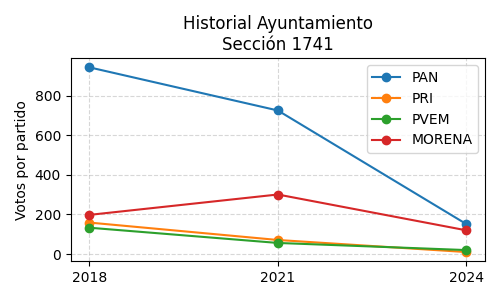 Historial Ayuntamiento
Sección 1741
Votos por partido
800
600
400
200
0
2018
2021
2024
PAN
PRI
PVEM
MORENA